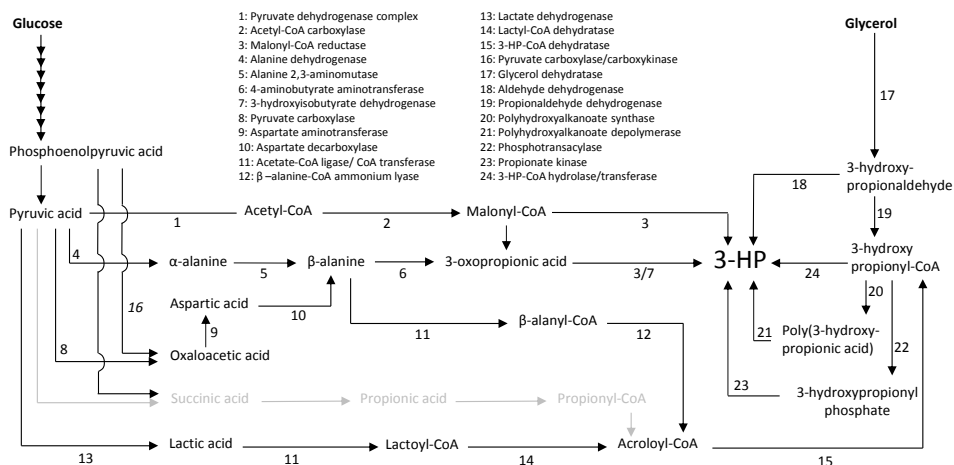 Glucose
1: Pyruvate dehydrogenase complex
2: Acetyl-CoA carboxylase
3: Malonyl-CoA reductase
4: Alanine dehydrogenase
5: Alanine 2,3-aminomutase
6: 4-aminobutyrate aminotransferase
7: 3-hydroxyisobutyrate dehydrogenase
8: Pyruvate carboxylase
9: Aspartate aminotransferase
10: Aspartate decarboxylase
11: Acetate-CoA ligase/ CoA transferase
12: β –alanine-CoA ammonium lyase
13: Lactate dehydrogenase
14: Lactyl-CoA dehydratase
15: 3-HP-CoA dehydratase
16: Pyruvate carboxylase/carboxykinase
17: Glycerol dehydratase
18: Aldehyde dehydrogenase
19: Propionaldehyde dehydrogenase
20: Polyhydroxyalkanoate synthase
21: Polyhydroxyalkanoate depolymerase
22: Phosphotransacylase
23: Propionate kinase
24: 3-HP-CoA hydrolase/transferase
Glycerol
17
Phosphoenolpyruvic acid
3-hydroxy-
propionaldehyde
18
19
Pyruvic acid
1
Acetyl-CoA
2
Malonyl-CoA
3
4
α-alanine
5
β-alanine
6
3-oxopropionic acid
3/7
3-HP
24
3-hydroxy
propionyl-CoA
20
16
Aspartic acid
10
9
11
β-alanyl-CoA
12
21
Poly(3-hydroxy-
propionic acid)
22
8
Oxaloacetic acid
23
3-hydroxypropionyl
phosphate
Succinic acid
Propionic acid
Propionyl-CoA
13
Lactic acid
11
Lactoyl-CoA
14
Acroloyl-CoA
15